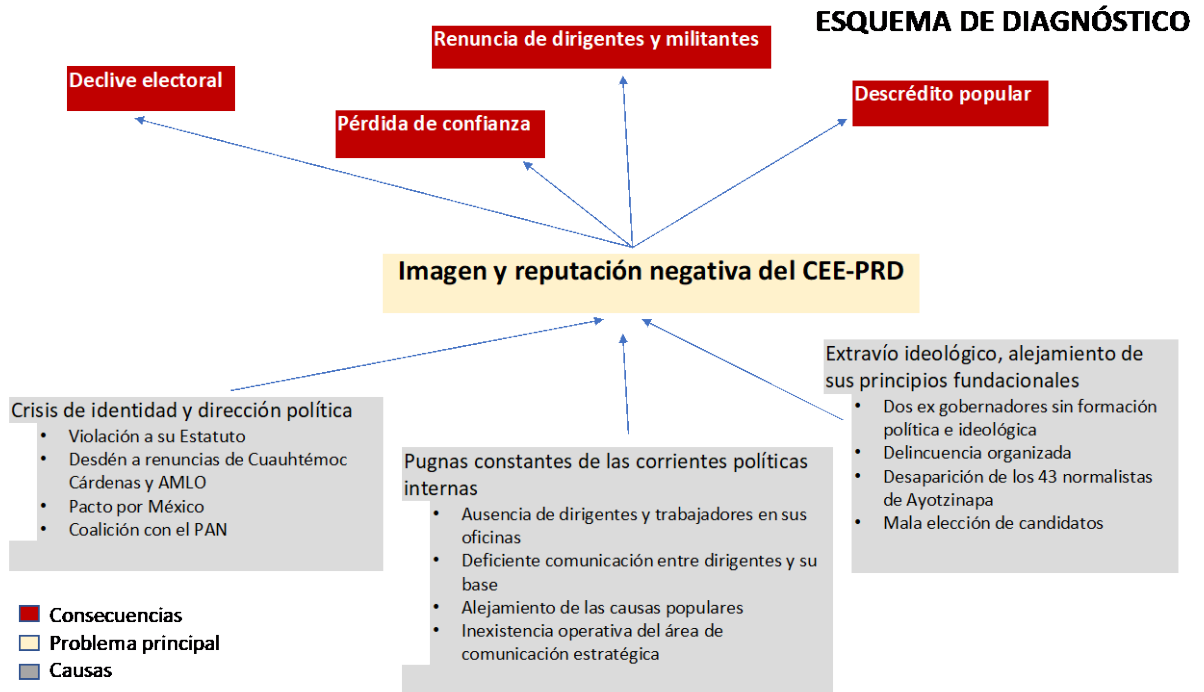 ESQUEMA DE DIAGNÓSTICO
Renuncia de dirigentes y militantes
Declive electoral
Descrédito popular
Pérdida de confianza
Imagen y reputación negativa del CEE-PRD
Crisis de identidad y dirección política
• Violación a su Estatuto
• Desdén a renuncias de Cuauhtémoc
Cárdenas y AMLO
• Pacto por México
• Coalición con el PAN
Pugnas constantes de las corrientes políticas
internas
• Ausencia de dirigentes y trabajadores en sus
oficinas
• Deficiente comunicación entre dirigentes y su
base
• Alejamiento de las causas populares
• Inexistencia operativa del área de
comunicación estratégica
Extravío ideológico, alejamiento de
sus principios fundacionales
• Dos ex gobernadores sin formación
política e ideológica
• Delincuencia organizada
• Desaparición de los 43 normalistas
de Ayotzinapa
• Mala elección de candidatos
Consecuencias
Problema principal
Causas